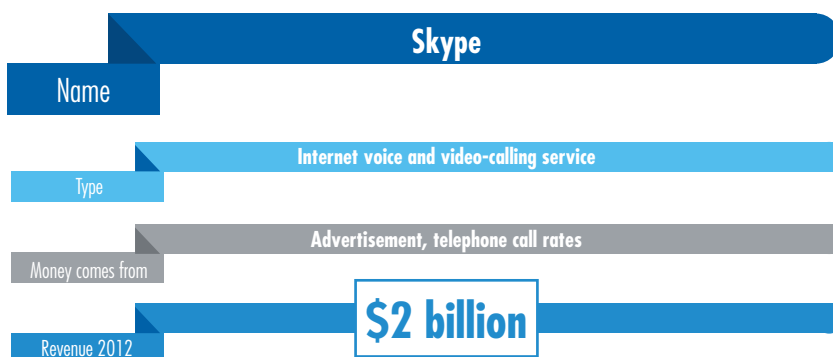 Skype
Name
Internet voice and video-calling service
Type
Advertisement, telephone call rates
Money comes from
$2 billion
Revenue 2012